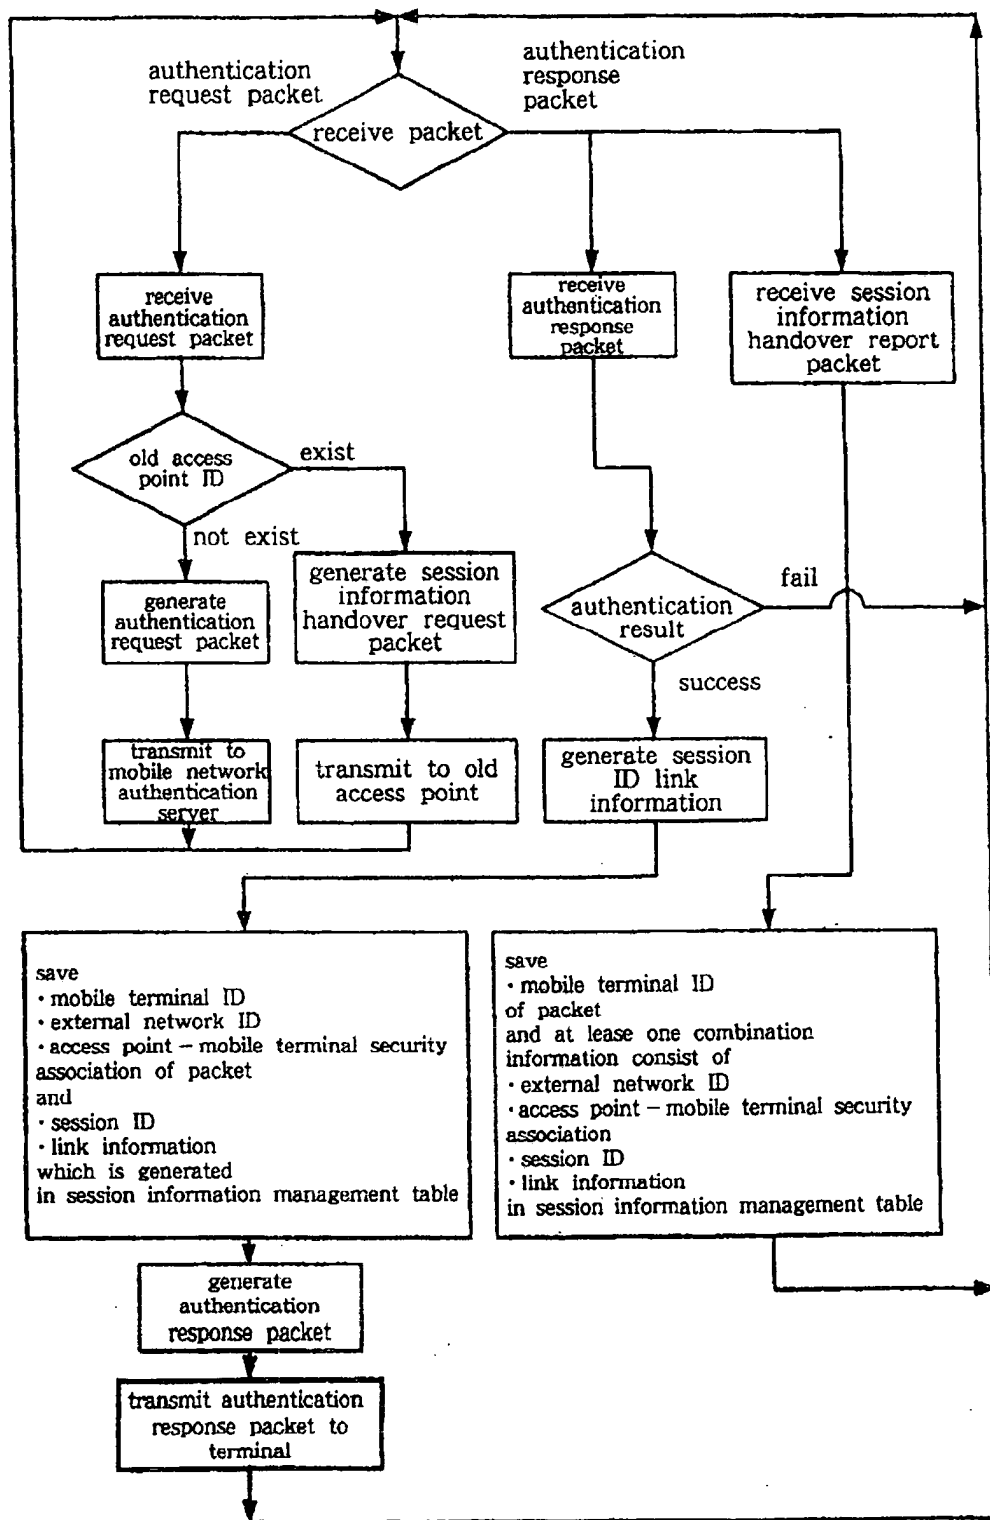 authentication
request packet
authentication
response
packet
receive packet
receive
authentication
request packet
receive
authentication
response
packet
receive session
information
handover report
packet
old access
point ID
exist
not exist
generate
authentication
request packet
generate session
information
handover request
packet
authentication
result
fail
success
transmit to
mobile network
authentication
server
transmit to old
access point
generate session
ID link
information
save
· mobile terminal ID
· external network ID
· access point – mobile terminal security
association of packet
and
· session ID
· link information
which is generated
in session information management table
save
· mobile terminal ID
of packet
and at lease one combination
information consist of
· external network ID
· access point – mobile terminal security
association
· session ID
· link information
in session information management table
generate
authentication
response packet
transmit authentication
response packet to
terminal